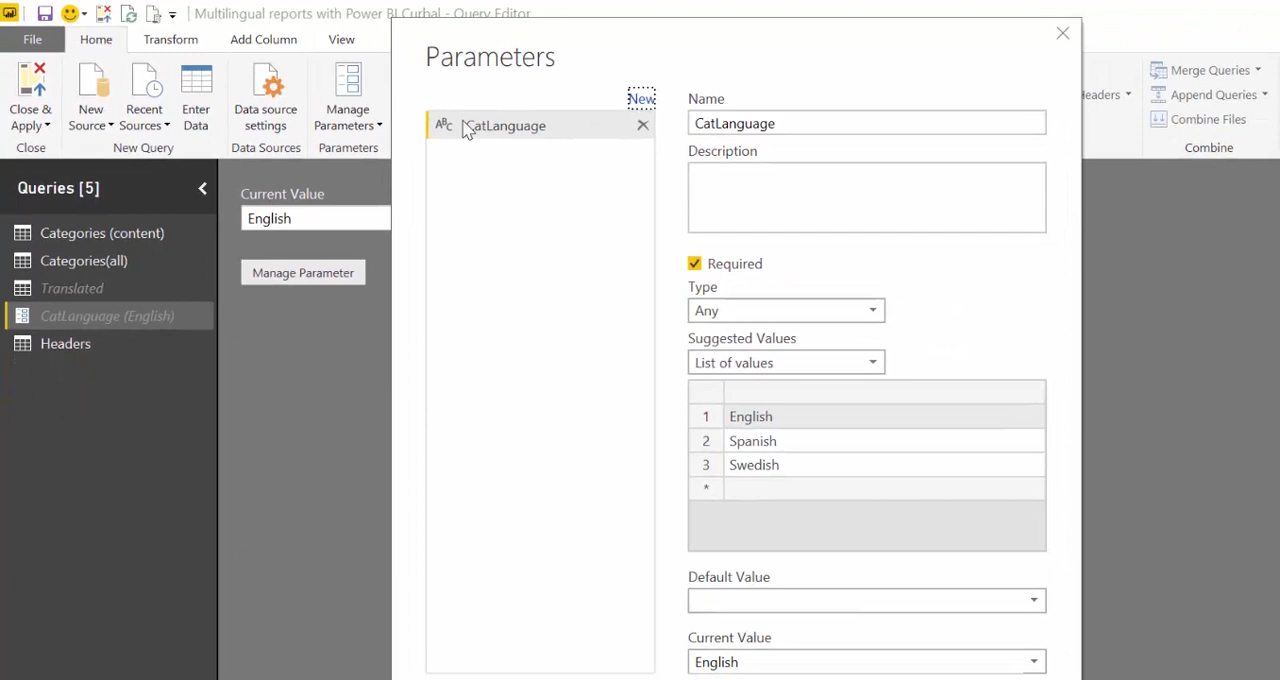 Multilingual reports with Power BI Curbal - Query Editor
File
Home
Transform
Add Column
View
Close &
Apply
New
Source
Recent
Sources
Enter
Data
Data source
settings
Manage
Parameters
Close
New Query
Data Sources
Parameters
Headers
Merge Queries
Append Queries
Combine Files
Combine
Queries [5]
Categories (content)
Categories(all)
Translated
CatLanguage (English)
Headers
Current Value
English
Manage Parameter
Parameters
New
ABC CatLanguage
Name
CatLanguage
Description
Required
Type
Any
Suggested Values
List of values
1 English
2 Spanish
3 Swedish
*
Default Value
Current Value
English